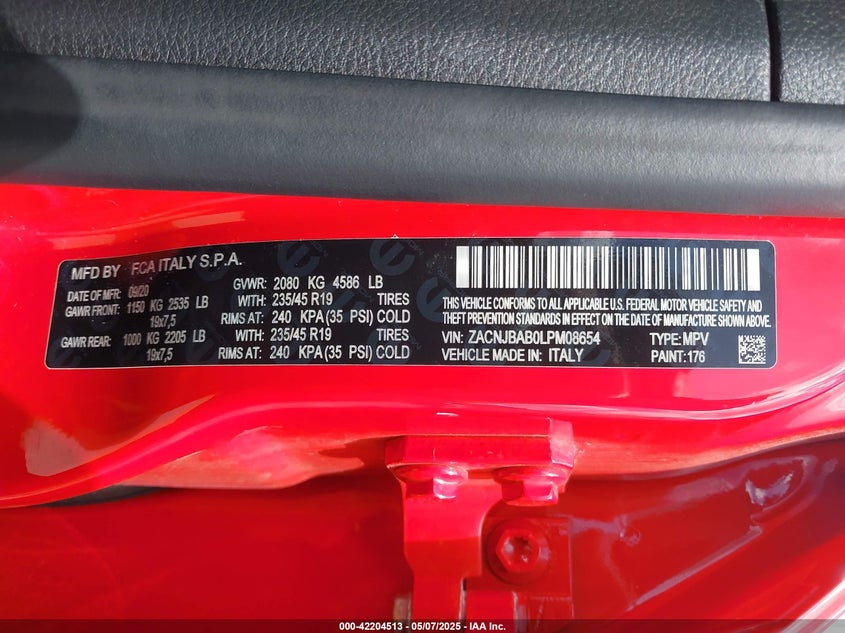 MFD BY FCA ITALY S.P.A.
DATE OF MFR: 09/20
GAWR FRONT: 1150 KG 2535 LB
19x7,5
GAWR REAR: 1000 KG 2205 LB
19x7,5
GVWR: 2080 KG 4586 LB
WITH: 235/45 R19 TIRES
RIMS AT: 240 KPA (35 PSI) COLD
WITH: 235/45 R19 TIRES
RIMS AT: 240 KPA (35 PSI) COLD
THIS VEHICLE CONFORMS TO ALL APPLICABLE U.S. FEDERAL MOTOR VEHICLE SAFETY AND
THEFT PREVENTION STANDARDS IN EFFECT ON THE DATE OF MANUFACTURE SHOWN ABOVE
VIN: ZACNJBAB0LPM08654 TYPE: MPV
VEHICLE MADE IN: ITALY PAINT: 176
000-42204513 - 05/07/2025 - IAA Inc.